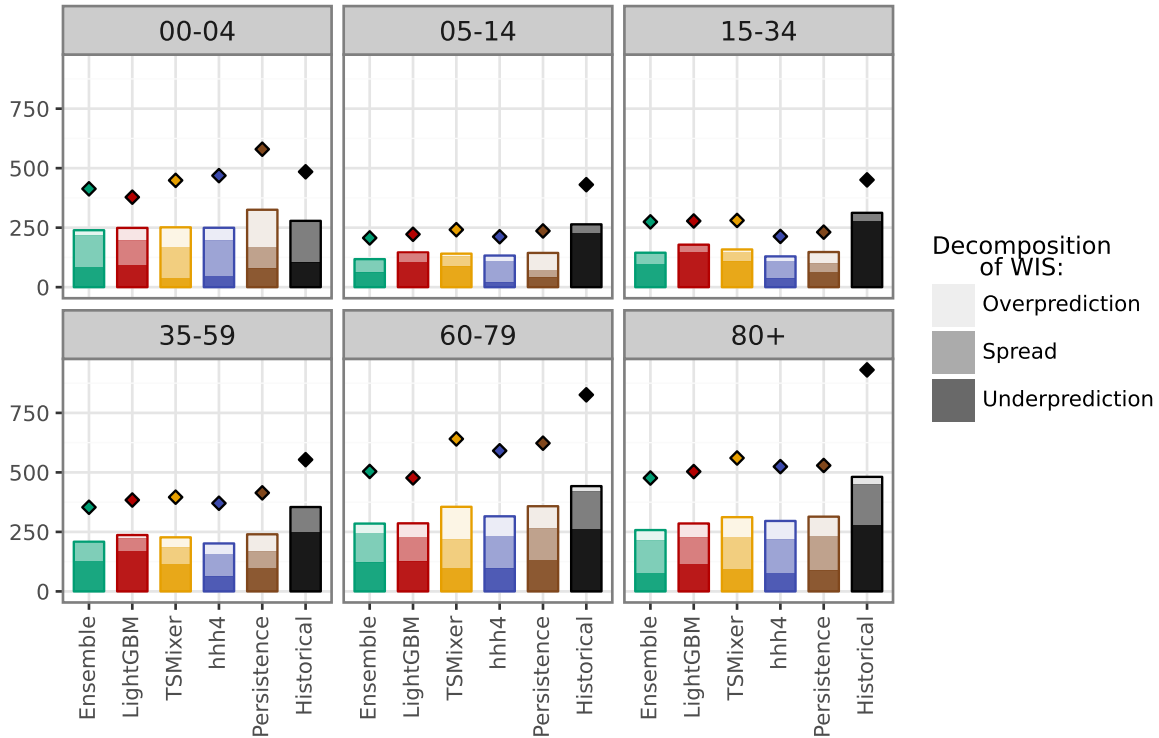 00-04 05-14 15-34
750
500
250
0
35-59 60-79 80+
750
500
250
0
Ensemble LightGBM TSMixer hhh4 Persistence Historical Ensemble LightGBM TSMixer hhh4 Persistence Historical Ensemble LightGBM TSMixer hhh4 Persistence Historical
Decomposition
of WIS:
Overprediction
Spread
Underprediction